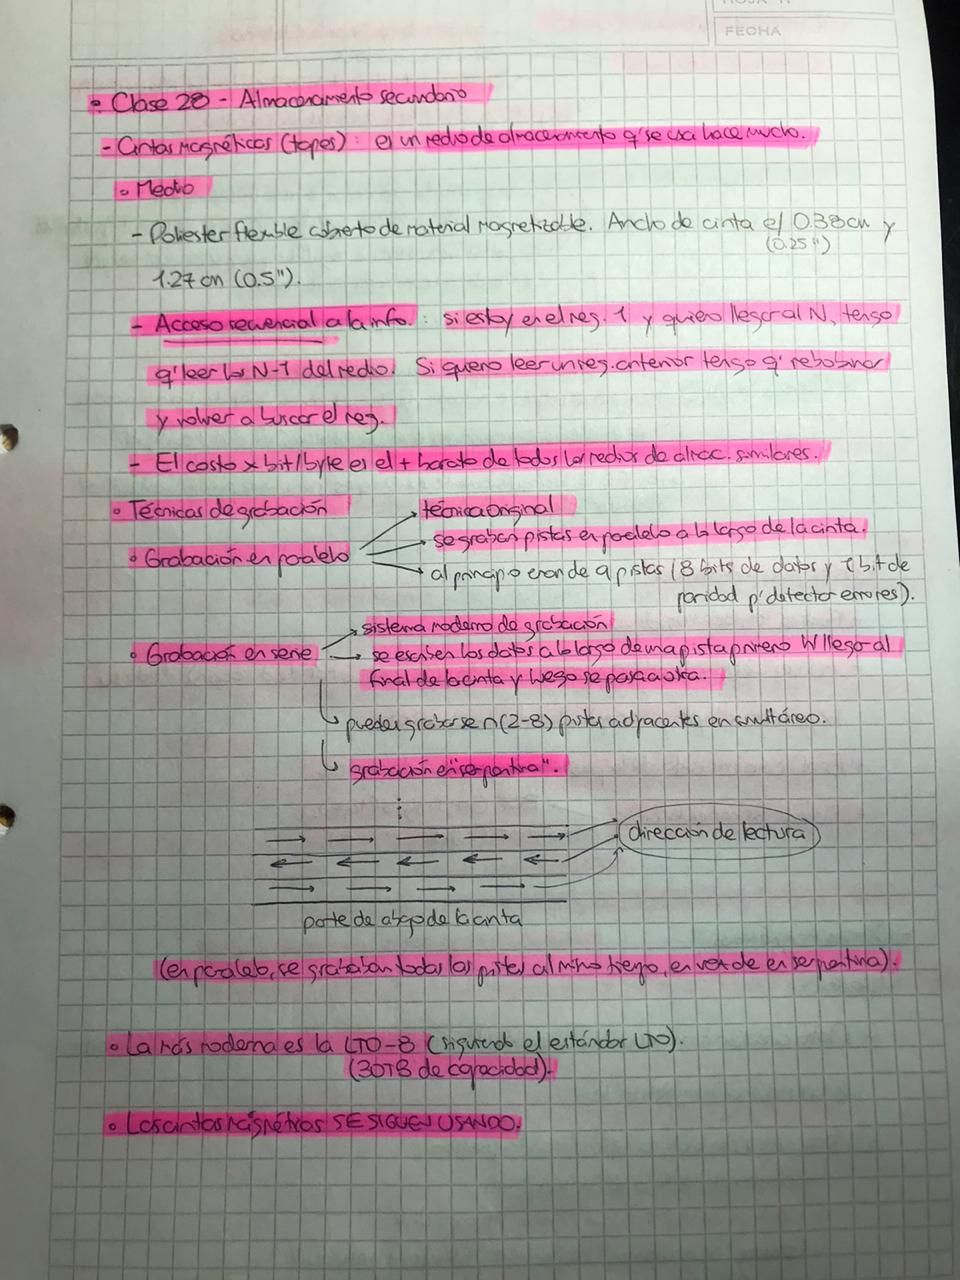 HOJA N°
FECHA
• Clase 28 - Almacenamiento secundario
- Cintas magnéticas (tapes): es un medio de almacenamiento q' se usa hace mucho.
• Medio
- Poliester flexible cubierto de material magnetizable. Ancho de cinta e/ 0.38cm y
(0.25")
1.27 cm (0.5").
- Acceso secuencial a la info.: si estoy en el reg. 1 y quiero llegar al N, tengo
q' leer los N-1 del medio. Si quiero leer un reg. anterior tengo q' rebobinar
y volver a buscar el reg.
- El costo x bit/byte es el + barato de todos los medios de almac. similares.
• Técnicas de grabación
técnica original
se graban pistas en paralelo a lo largo de la cinta.
• Grabación en paralelo
al principio eran de 9 pistas (8 bits de datos y 1 bit de
paridad p' detectar errores).
sistema moderno de grabación
• Grabación en serie
se escriben los datos a lo largo de una pista primero
llegar al
final de la cinta y luego se pasa a otra.
pueden grabarse n (2-8) pistas adyacentes en simultáneo.
grabación en "serpentina".
dirección de lectura
parte de abajo de la cinta
(en paralelo, se grababan todas las pistas al mismo tiempo, en vez de en serpentina).
• La más moderna es la LTO-8 (siguiendo el estándar LTO).
(30TB de capacidad).
• Las cintas magnéticas SE SIGUEN USANDO.